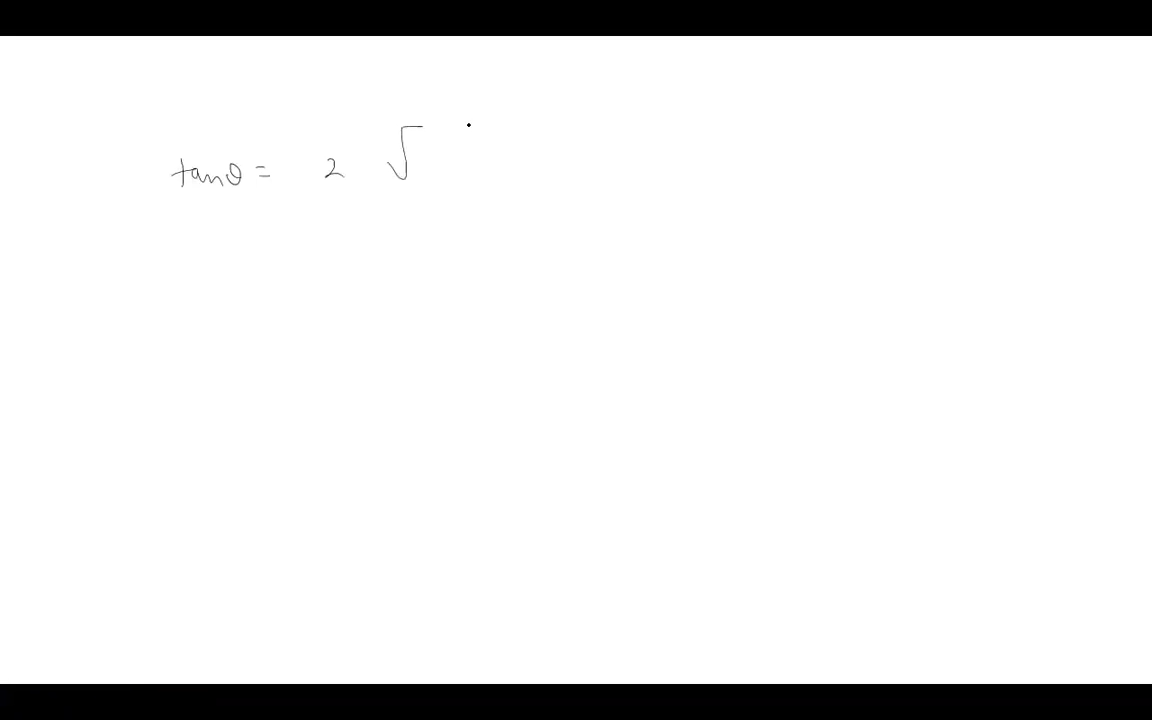 tanθ = 2 √